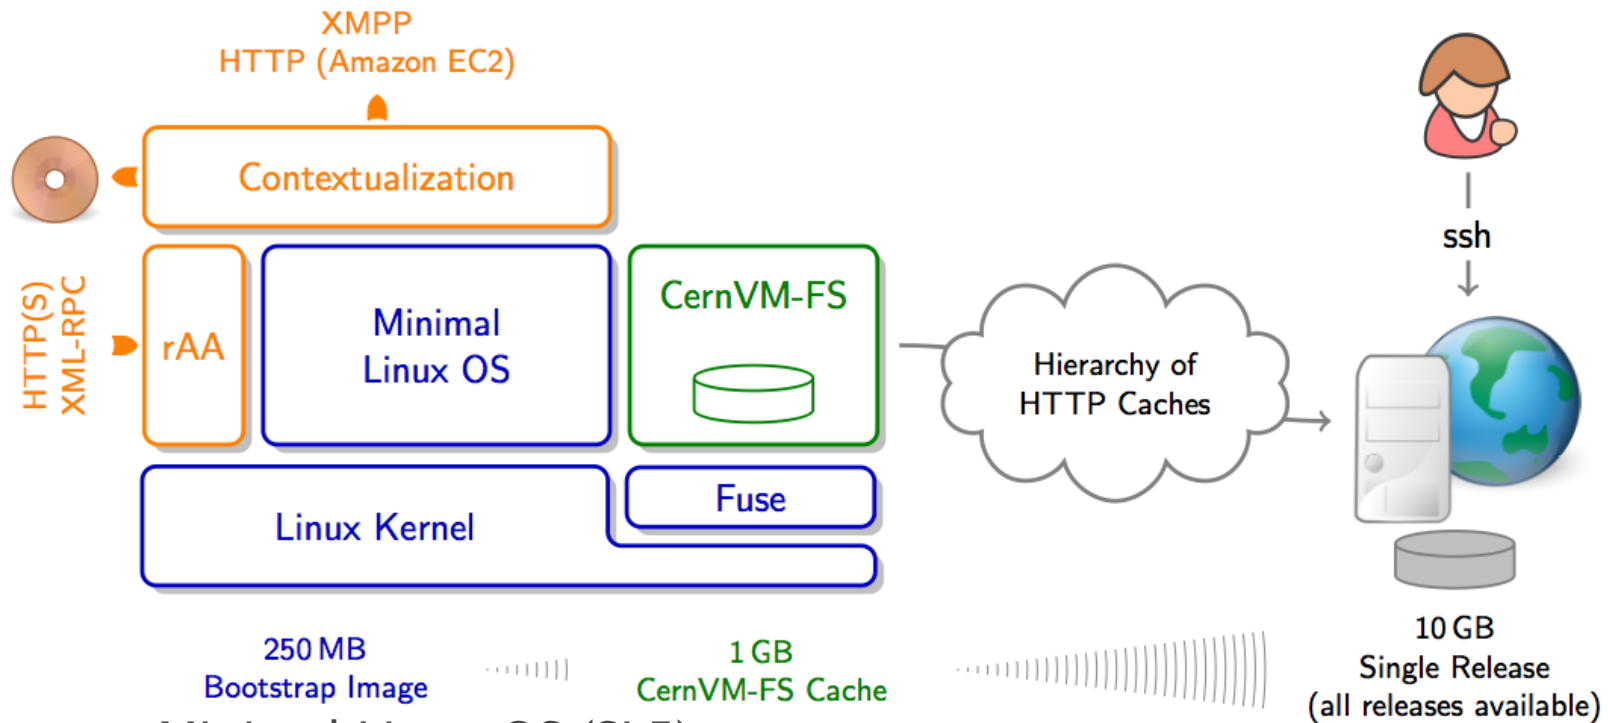 XMPP
HTTP (Amazon EC2)
Contextualization
HTTP(S)
XML-RPC
rAA
Minimal
Linux OS
CernVM-FS
Linux Kernel
Fuse
Hierarchy of
HTTP Caches
ssh
250 MB
Bootstrap Image
1 GB
CernVM-FS Cache
10 GB
Single Release
(all releases available)